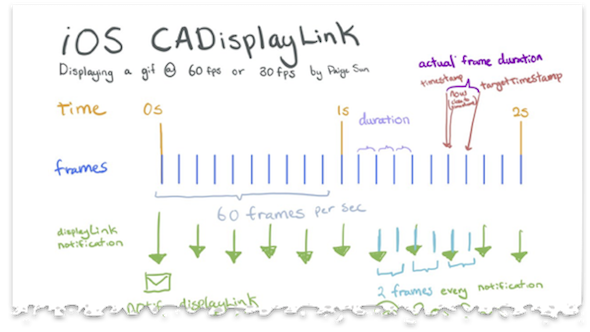 iOS CADisplayLink
Displaying a gif @ 60 fps or 30 fps by Paige Sun
actual frame duration
timestamp
targetTimestamp
now
Time
0s
1s
2s
duration
frames
60 frames per sec
displayLink
notification
2 frames every notification
displayLink